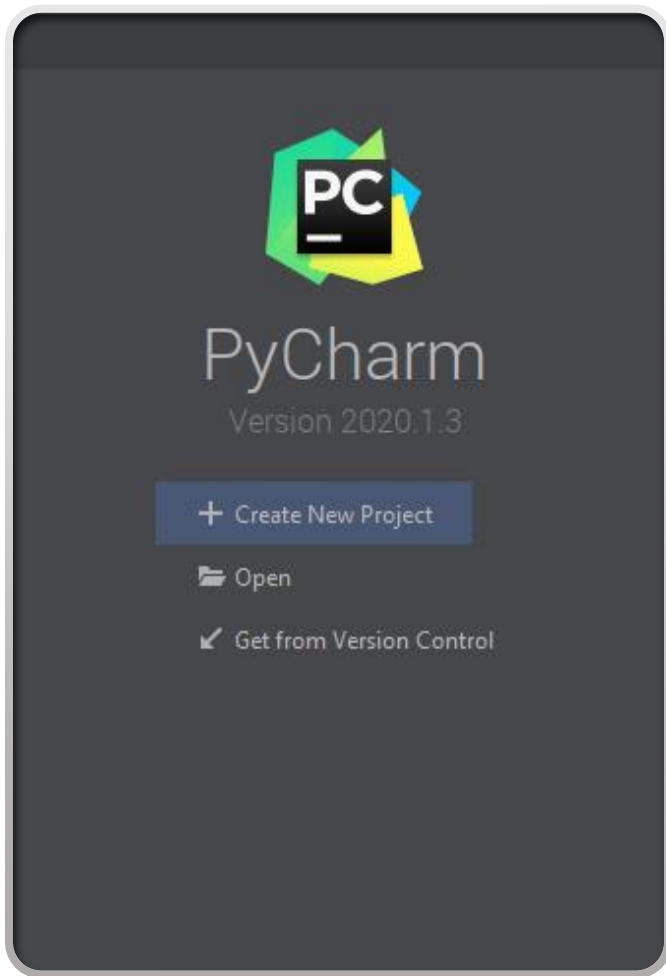 PC
PyCharm
Version 2020.1.3
Create New Project
Open
Get from Version Control